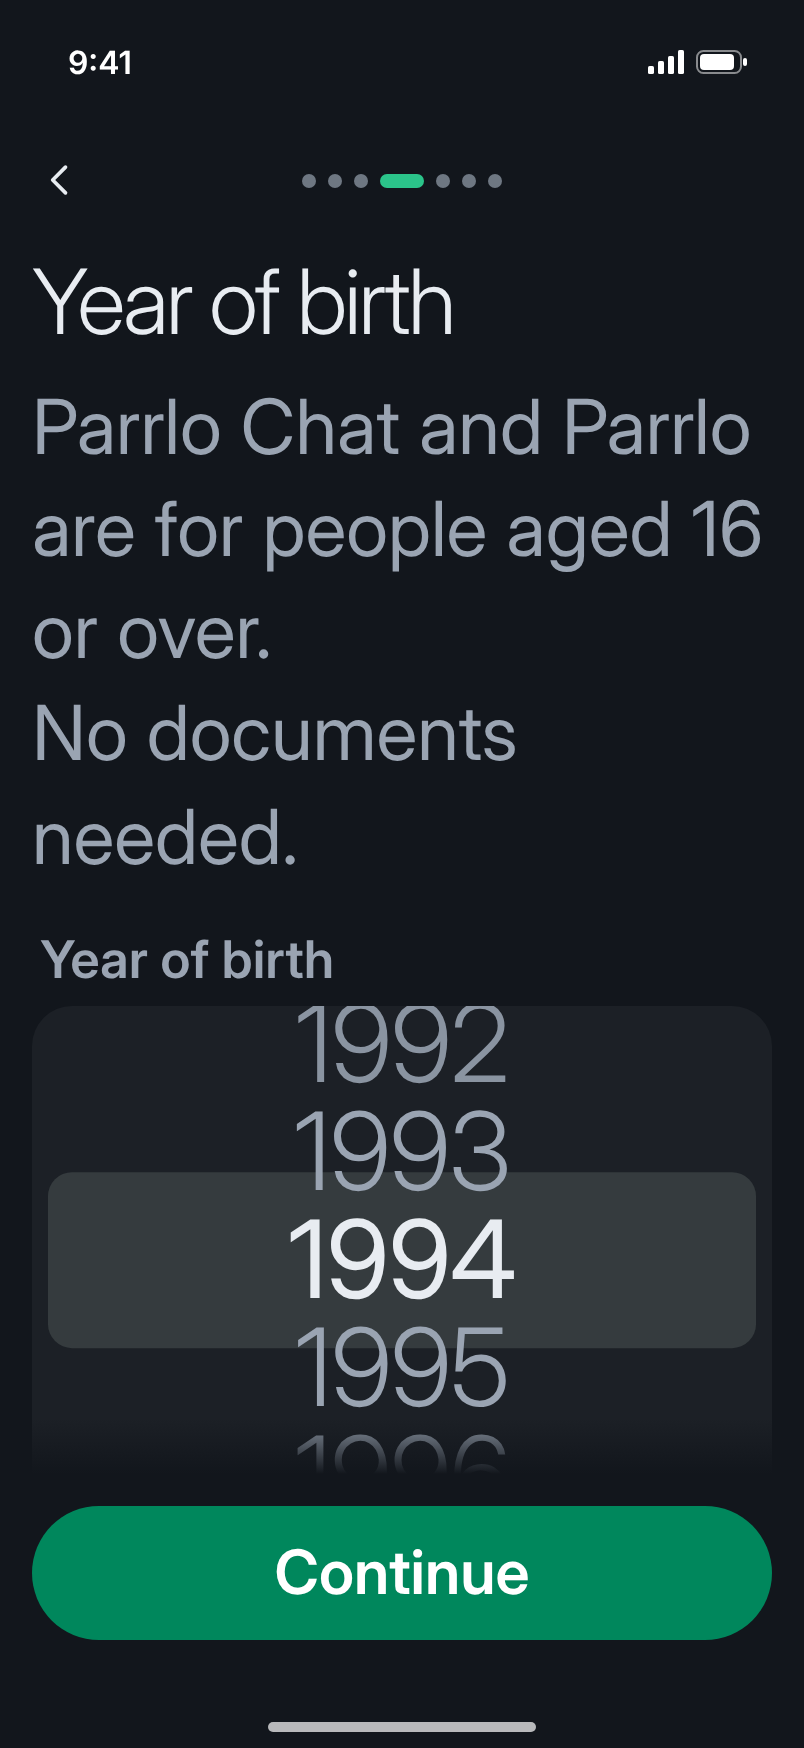 9:41
Year of birth
Parrlo Chat and Parrlo
are for people aged 16
or over.
No documents
needed.
Year of birth
1992
1993
1994
1995
1996
Continue